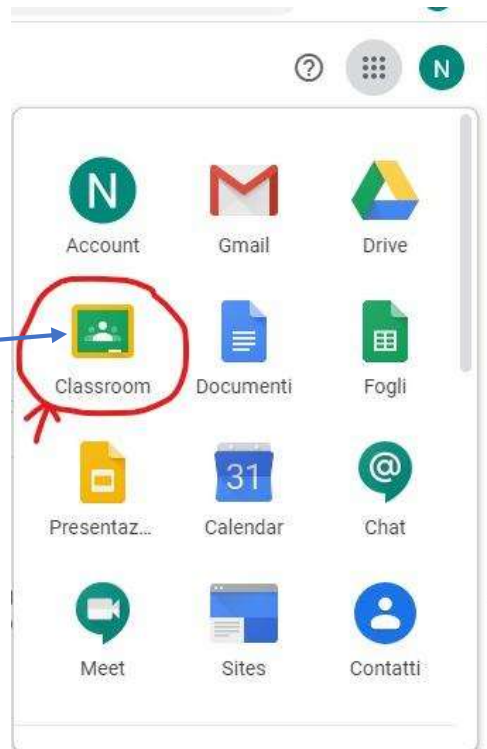 N
N
Account Gmail Drive
Classroom Documenti Fogli
31
Presentaz... Calendar Chat
Meet Sites Contatti